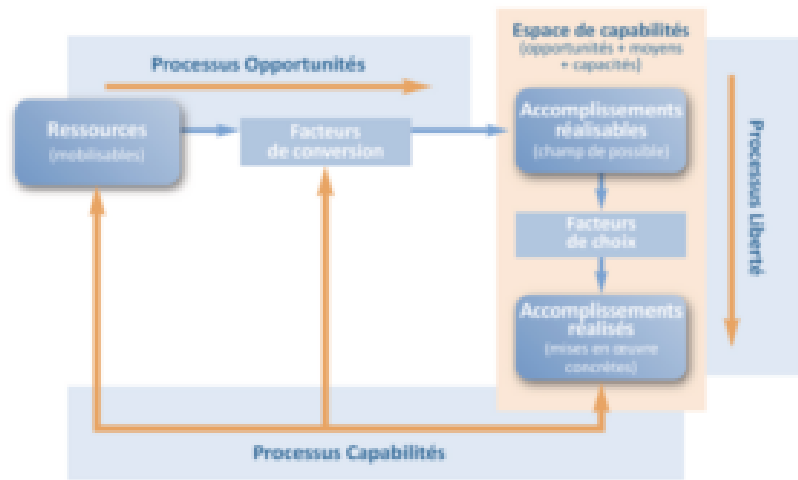 Espace de capabilités
(opportunités + moyens
+ capacités)
Processus Opportunités
Ressources
(mobilisables)
Facteurs
de conversion
Accomplissements
réalisables
(champ de possible)
Facteurs
de choix
Accomplissements
réalisés
(mises en œuvre
concrètes)
Processus Liberté
Processus Capabilités